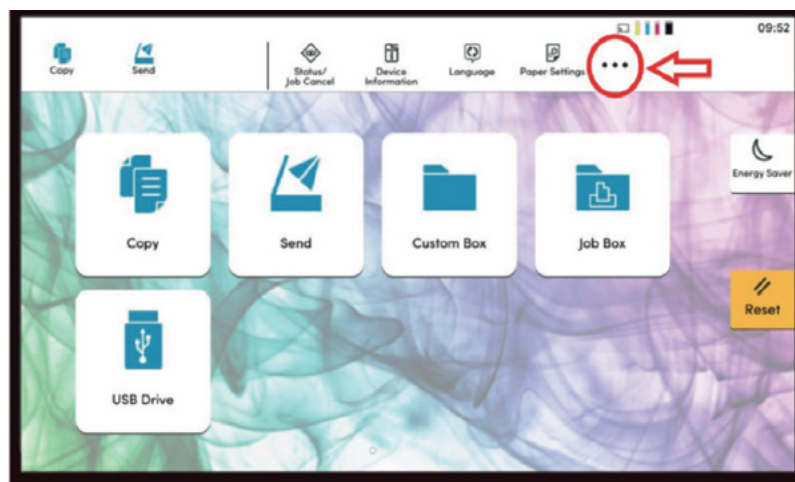 09:52
Copy
Send
Status/
Job Cancel
Device
Information
Language
Paper Settings
Energy Saver
Copy
Send
Custom Box
Job Box
Reset
USB Drive